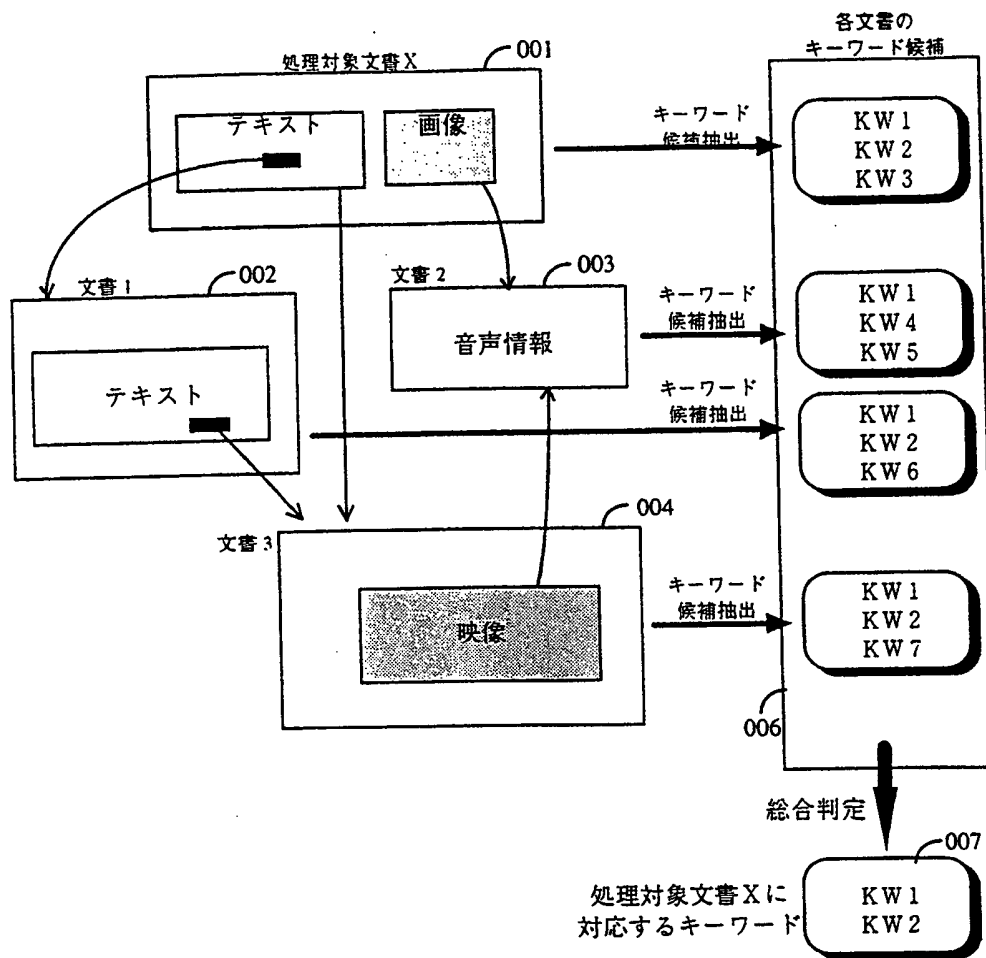 各文書の
キーワード候補
処理対象文書X
001
テキスト
画像
キーワード
候補抽出
KW1
KW2
KW3
文書1
002
文書2
003
音声情報
キーワード
候補抽出
KW1
KW4
KW5
テキスト
キーワード
候補抽出
KW1
KW2
KW6
文書3
004
映像
キーワード
候補抽出
KW1
KW2
KW7
006
総合判定
007
処理対象文書Xに
対応するキーワード
KW1
KW2